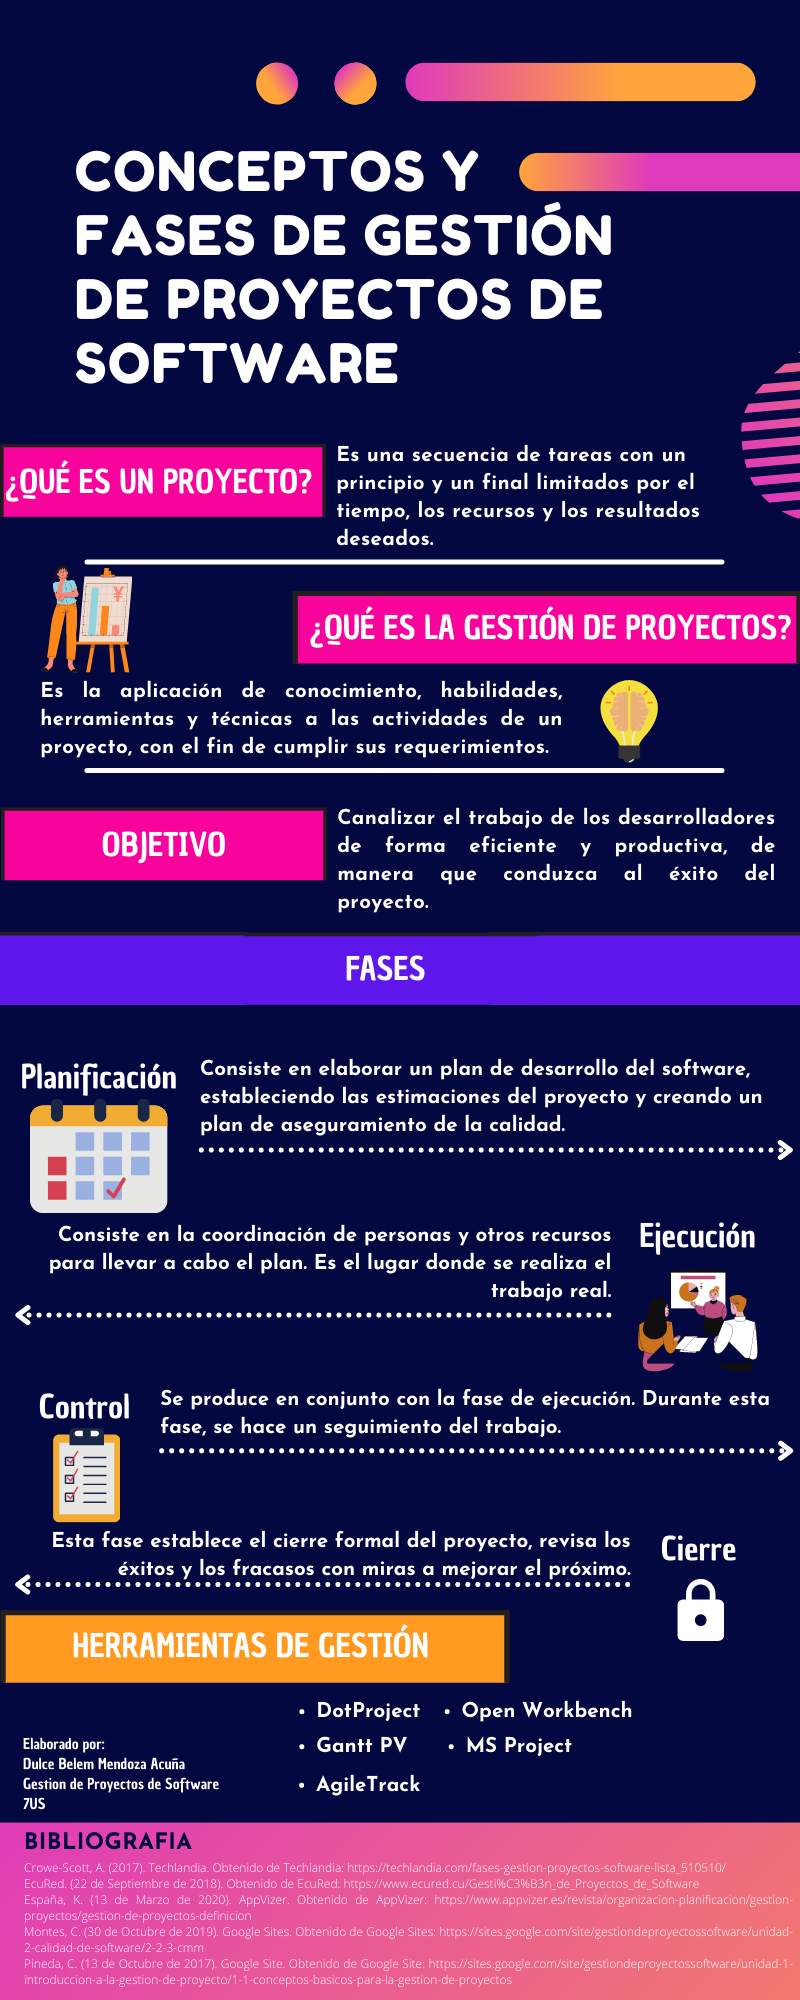 CONCEPTOS Y
FASES DE GESTIÓN
DE PROYECTOS DE
SOFTWARE
¿QUÉ ES UN PROYECTO?
Es una secuencia de tareas con un
principio y un final limitados por el
tiempo, los recursos y los resultados
deseados.
¥
¿QUÉ ES LA GESTIÓN DE PROYECTOS?
Es la aplicación de conocimiento, habilidades,
herramientas y técnicas a las actividades de un
proyecto, con el fin de cumplir sus requerimientos.
OBJETIVO
Canalizar el trabajo de los desarrolladores
de forma eficiente y productiva, de
manera que conduzca al éxito del
proyecto.
FASES
Planificación
Consiste en elaborar un plan de desarrollo del software,
estableciendo las estimaciones del proyecto y creando un
plan de aseguramiento de la calidad.
Ejecución
Consiste en la coordinación de personas y otros recursos
para llevar a cabo el plan. Es el lugar donde se realiza el
trabajo real.
Control
Se produce en conjunto con la fase de ejecución. Durante esta
fase, se hace un seguimiento del trabajo.
Cierre
Esta fase establece el cierre formal del proyecto, revisa los
éxitos y los fracasos con miras a mejorar el próximo.
HERRAMIENTAS DE GESTIÓN
• DotProject • Open Workbench
• Gantt PV • MS Project
• AgileTrack
Elaborado por:
Dulce Belem Mendoza Acuña
Gestion de Proyectos de Software
7US
BIBLIOGRAFIA
Crowe-Scott, A. (2017). Techlandia. Obtenido de Techlandia: https://techlandia.com/fases-gestion-proyectos-software-lista_510510/
EcuRed. (22 de Septiembre de 2018). Obtenido de EcuRed: https://www.ecured.cu/Gesti%C3%B3n_de_Proyectos_de_Software
España, K. (13 de Marzo de 2020). AppVizer. Obtenido de AppVizer: https://www.appvizer.es/revista/organizacion-planificacion/gestion-
proyectos/gestion-de-proyectos-definicion
Montes, C. (30 de Octubre de 2019). Google Sites. Obtenido de Google Sites: https://sites.google.com/site/gestiondeproyectossoftware/unidad-
2-calidad-de-software/2-2-3-cmm
Pineda, C. (13 de Octubre de 2017). Google Site. Obtenido de Google Site: https://sites.google.com/site/gestiondeproyectossoftware/unidad-1-
introduccion-a-la-gestion-de-proyecto/1-1-conceptos-basicos-para-la-gestion-de-proyectos